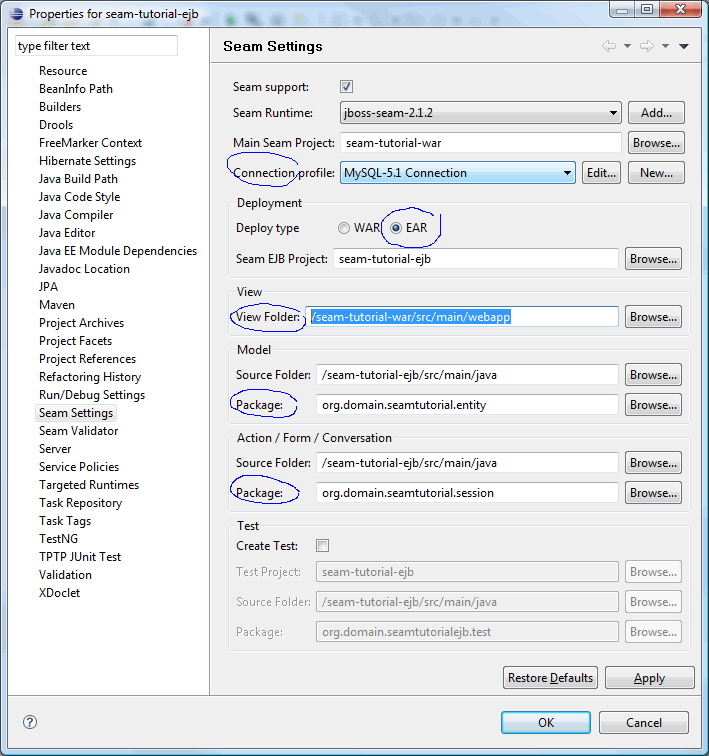 Properties for seam-tutorial-ejb
type filter text
Resource
BeanInfo Path
Builders
Drools
FreeMarker Context
Hibernate Settings
Java Build Path
Java Code Style
Java Compiler
Java Editor
Java EE Module Dependencies
Javadoc Location
JPA
Maven
Project Archives
Project Facets
Project References
Refactoring History
Run/Debug Settings
Seam Settings
Seam Validator
Server
Service Policies
Targeted Runtimes
Task Repository
Task Tags
TestNG
TPTP JUnit Test
Validation
XDoclet
Seam Settings
Seam support:
Seam Runtime: jboss-seam-2.1.2 Add...
Main Seam Project: seam-tutorial-war Browse...
Connection profile: MySQL-5.1 Connection Edit... New...
Deployment
Deploy type WAR EAR
Seam EJB Project: seam-tutorial-ejb Browse...
View
View Folder: /seam-tutorial-war/src/main/webapp Browse...
Model
Source Folder: /seam-tutorial-ejb/src/main/java Browse...
Package: org.domain.seamtutorial.entity Browse...
Action / Form / Conversation
Source Folder: /seam-tutorial-ejb/src/main/java Browse...
Package: org.domain.seamtutorial.session Browse...
Test
Create Test:
Test Project: seam-tutorial-ejb Browse...
Source Folder: /seam-tutorial-ejb/src/main/java Browse...
Package: org.domain.seamtutorialejb.test Browse...
Restore Defaults Apply
? OK Cancel